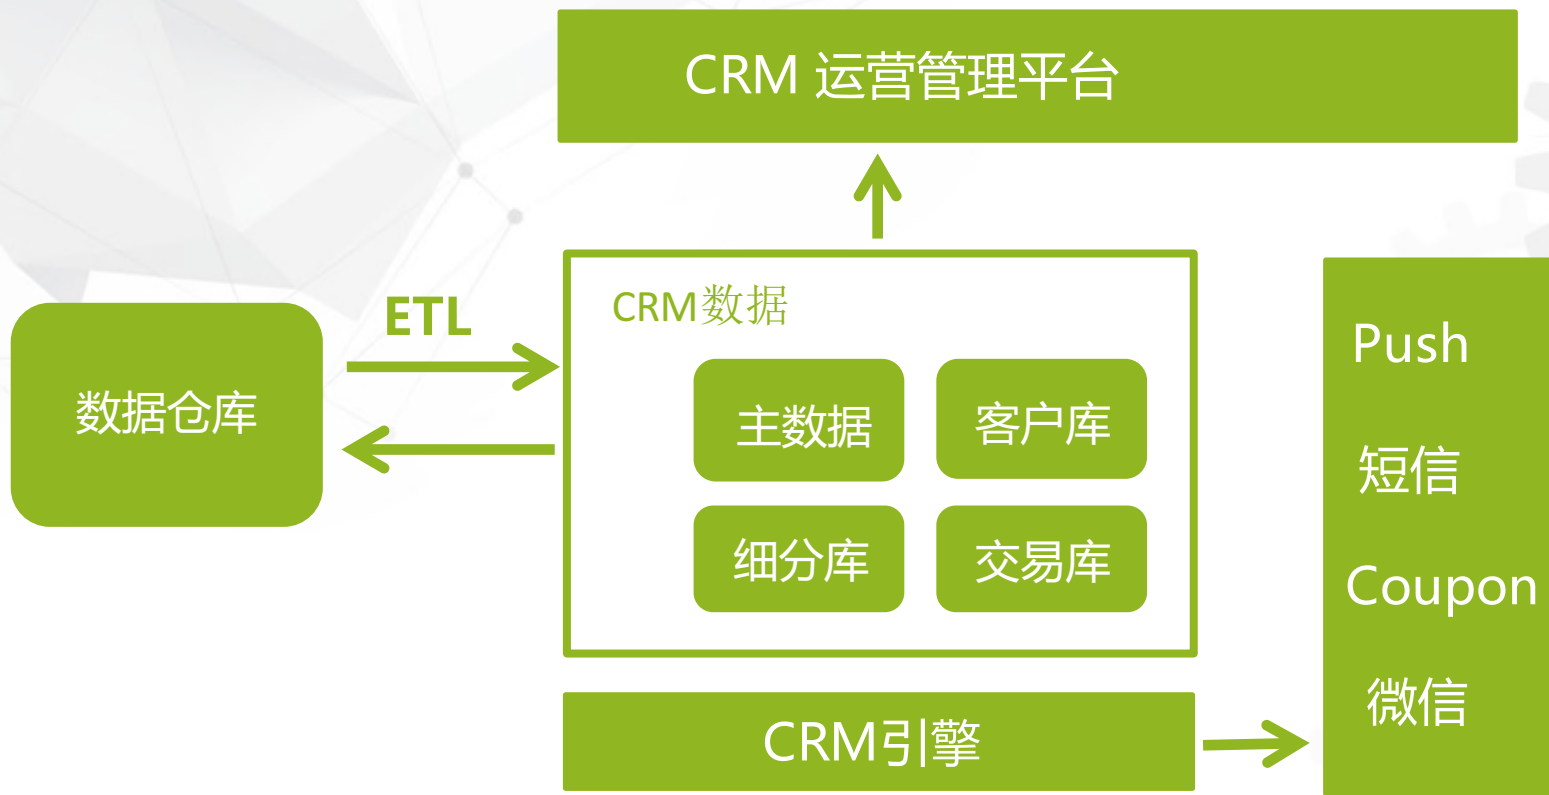 CRM 运营管理平台
ETL
数据仓库
CRM数据
主数据
客户库
细分库
交易库
CRM引擎
Push
短信
Coupon
微信